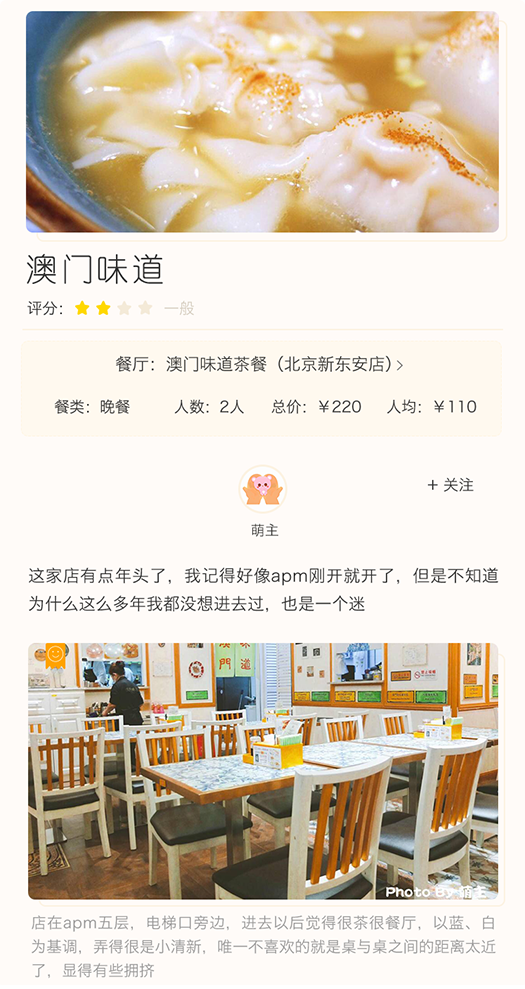 澳门味道
评分： 一般
餐厅：澳门味道茶餐（北京新东安店）
餐类：晚餐 人数：2人 总价：￥220 人均：￥110
+ 关注
萌主
这家店有点年头了，我记得好像apm刚开就开了，但是不知道
为什么这么多年我都没想进去过，也是一个迷
味道
澳門
Photo By 猫主
店在apm五层，电梯口旁边，进去以后觉得很茶很餐厅，以蓝、白
为基调，弄得很是小清新，唯一不喜欢的就是桌与桌之间的距离太近
了，显得有些拥挤